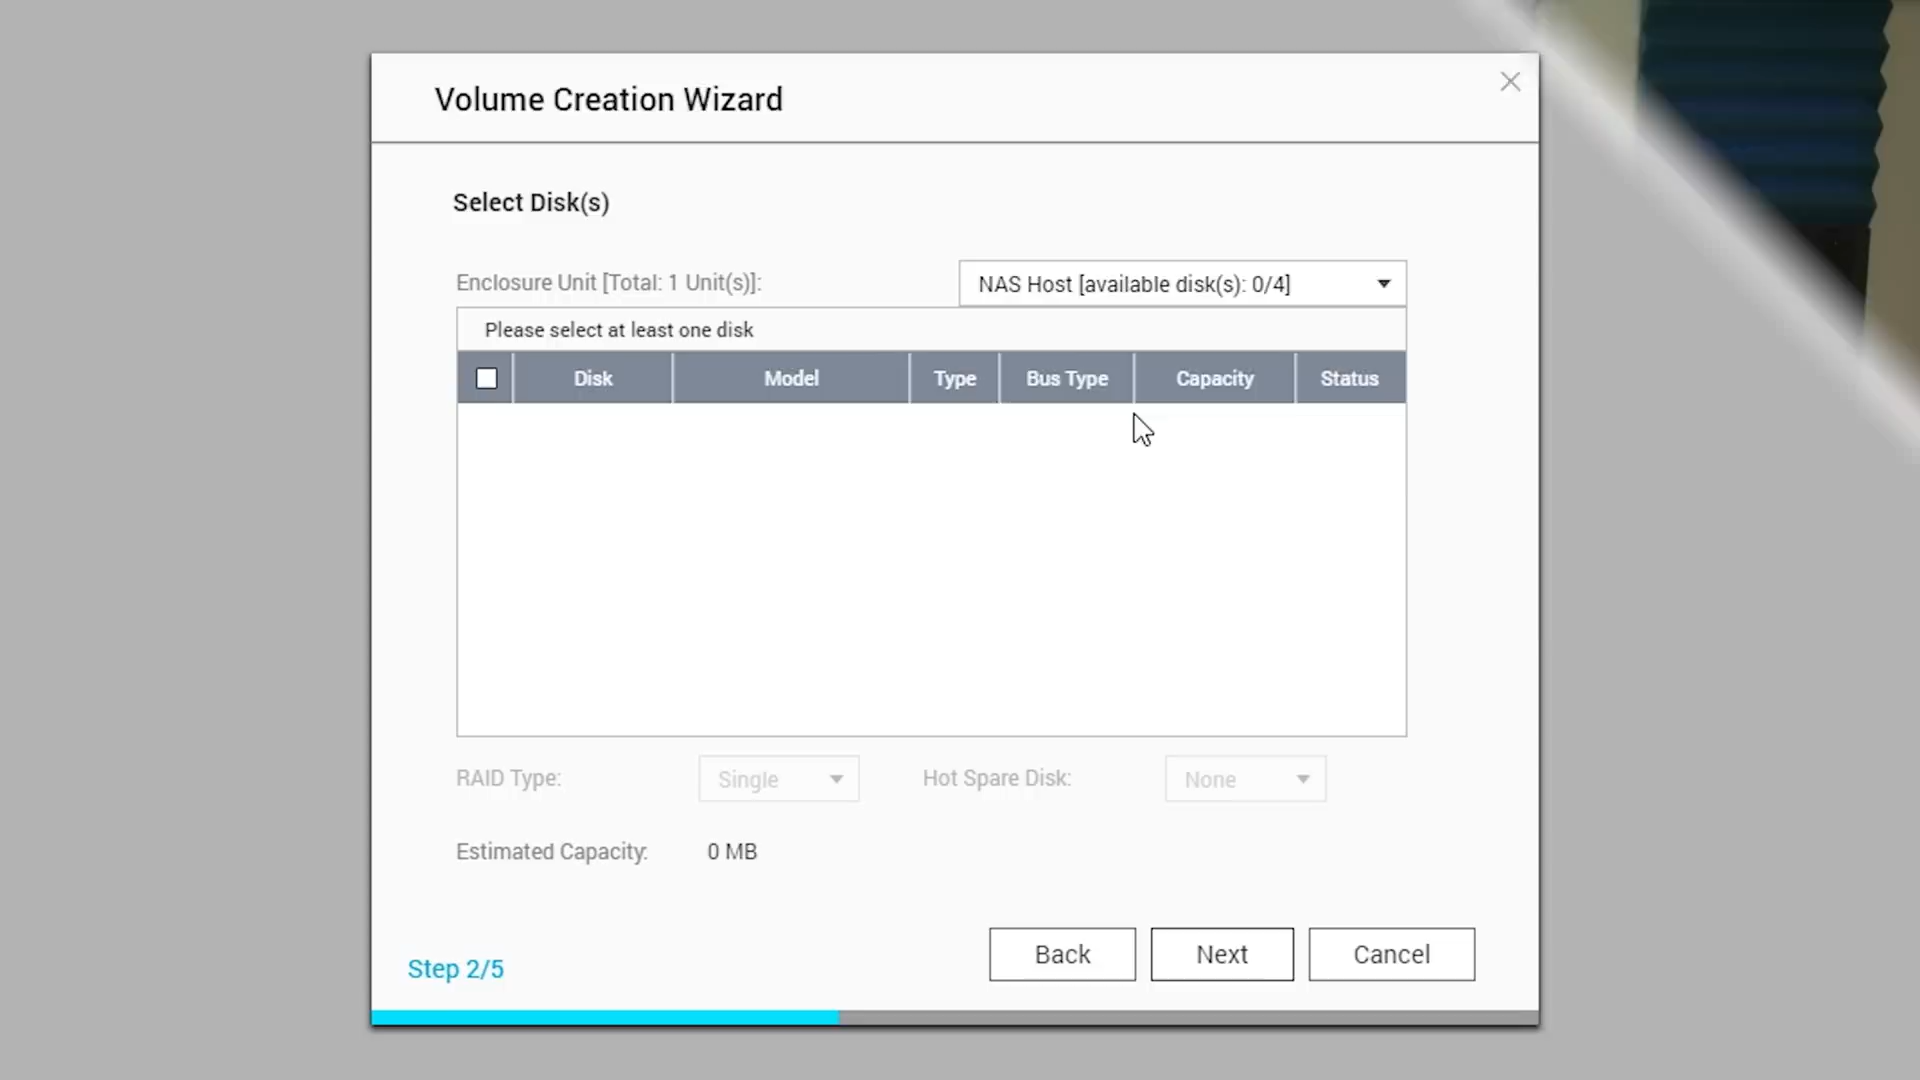 Volume Creation Wizard
Select Disk(s)
Enclosure Unit [Total: 1 Unit(s)]: NAS Host [available disk(s): 0/4]
Please select at least one disk
Disk Model Type Bus Type Capacity Status
RAID Type: Single Hot Spare Disk: None
Estimated Capacity: 0 MB
Step 2/5 Back Next Cancel